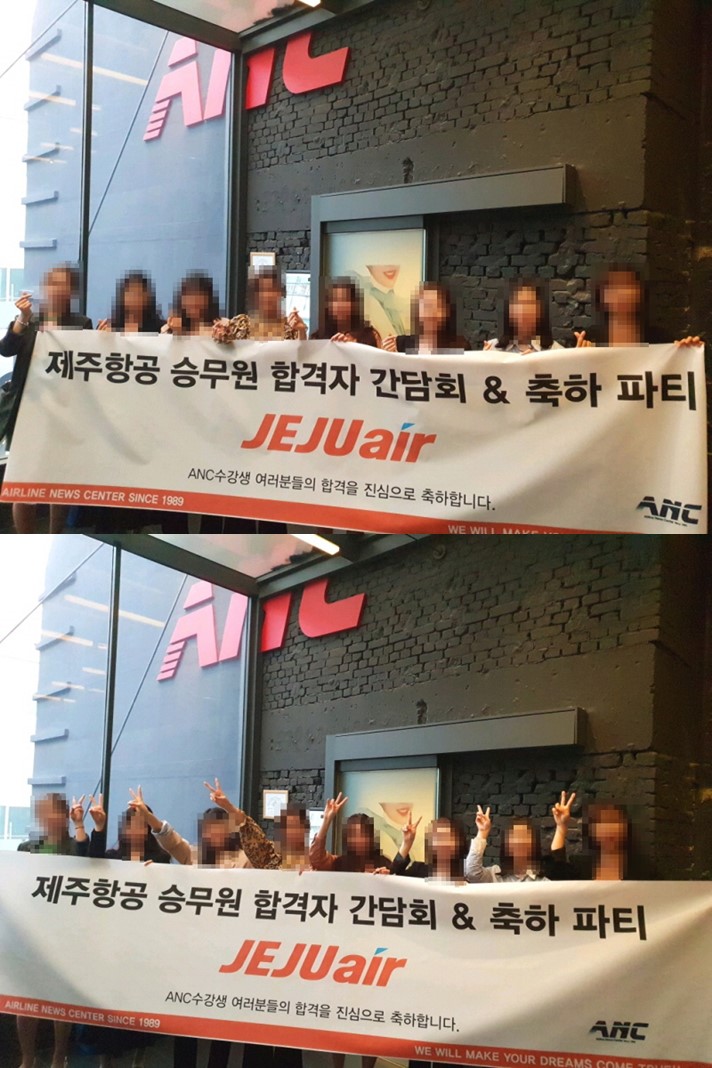 ANC
제주항공 승무원 합격자 간담회 & 축하 파티
JEJUair
ANC수강생 여러분들의 합격을 진심으로 축하합니다.
AIRLINE NEWS CENTER SINCE 1989
ANC
WE WILL MAKE
ANC
제주항공 승무원 합격자 간담회 & 축하 파티
JEJUair
ANC수강생 여러분들의 합격을 진심으로 축하합니다.
AIRLINE NEWS CENTER SINCE 1989
ANC
WE WILL MAKE YOUR DREAMS COME